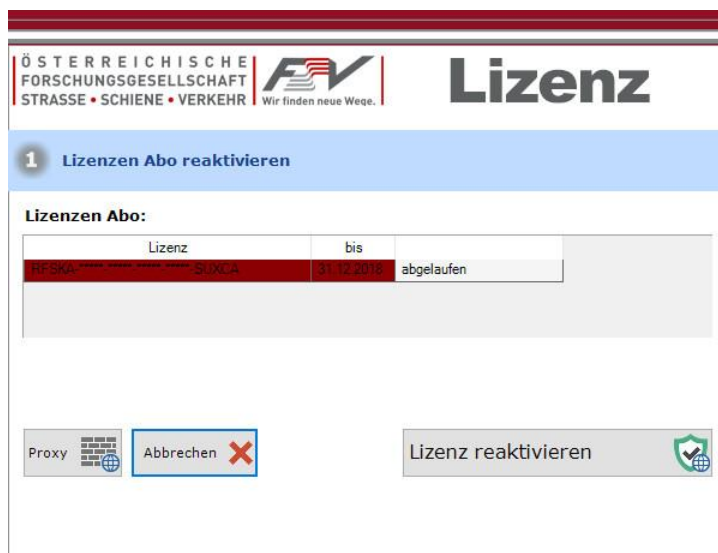 ÖSTERREICHISCHE
FORSCHUNGSGESELLSCHAFT
STRASSE • SCHIENE • VERKEHR
FSV
Wir finden neue Wege.
Lizenz
1 Lizenzen Abo reaktivieren
Lizenzen Abo:
Lizenz bis
RFSKA-*****-*****-*****-*****-SUXCA 31.12.2018 abgelaufen
Proxy Abbrechen Lizenz reaktivieren